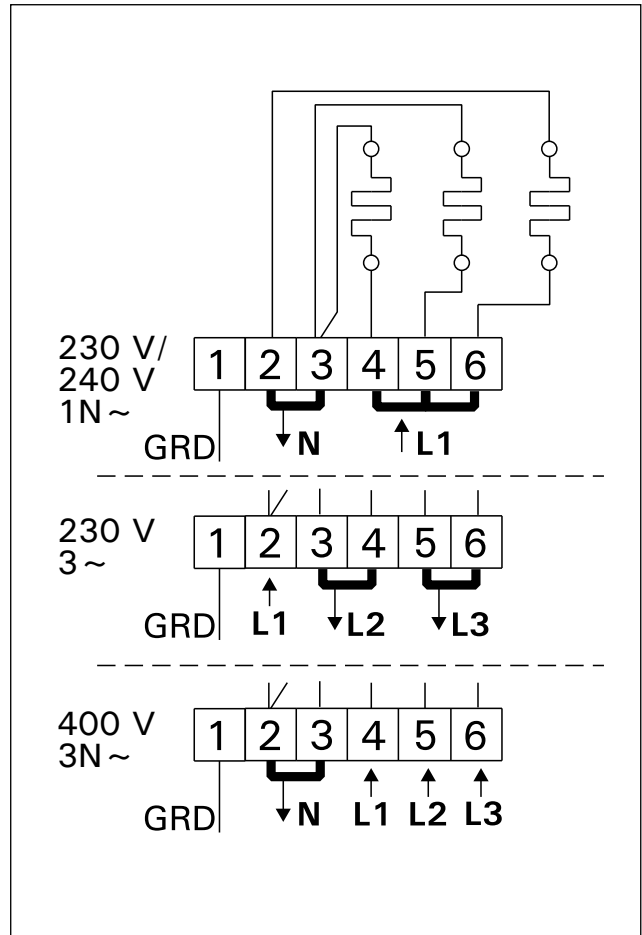 230 V/
240 V
1N ~
1 2 3 4 5 6
GRD N L1
230 V
3 ~
1 2 3 4 5 6
GRD L1 L2 L3
400 V
3N ~
1 2 3 4 5 6
GRD N L1 L2 L3